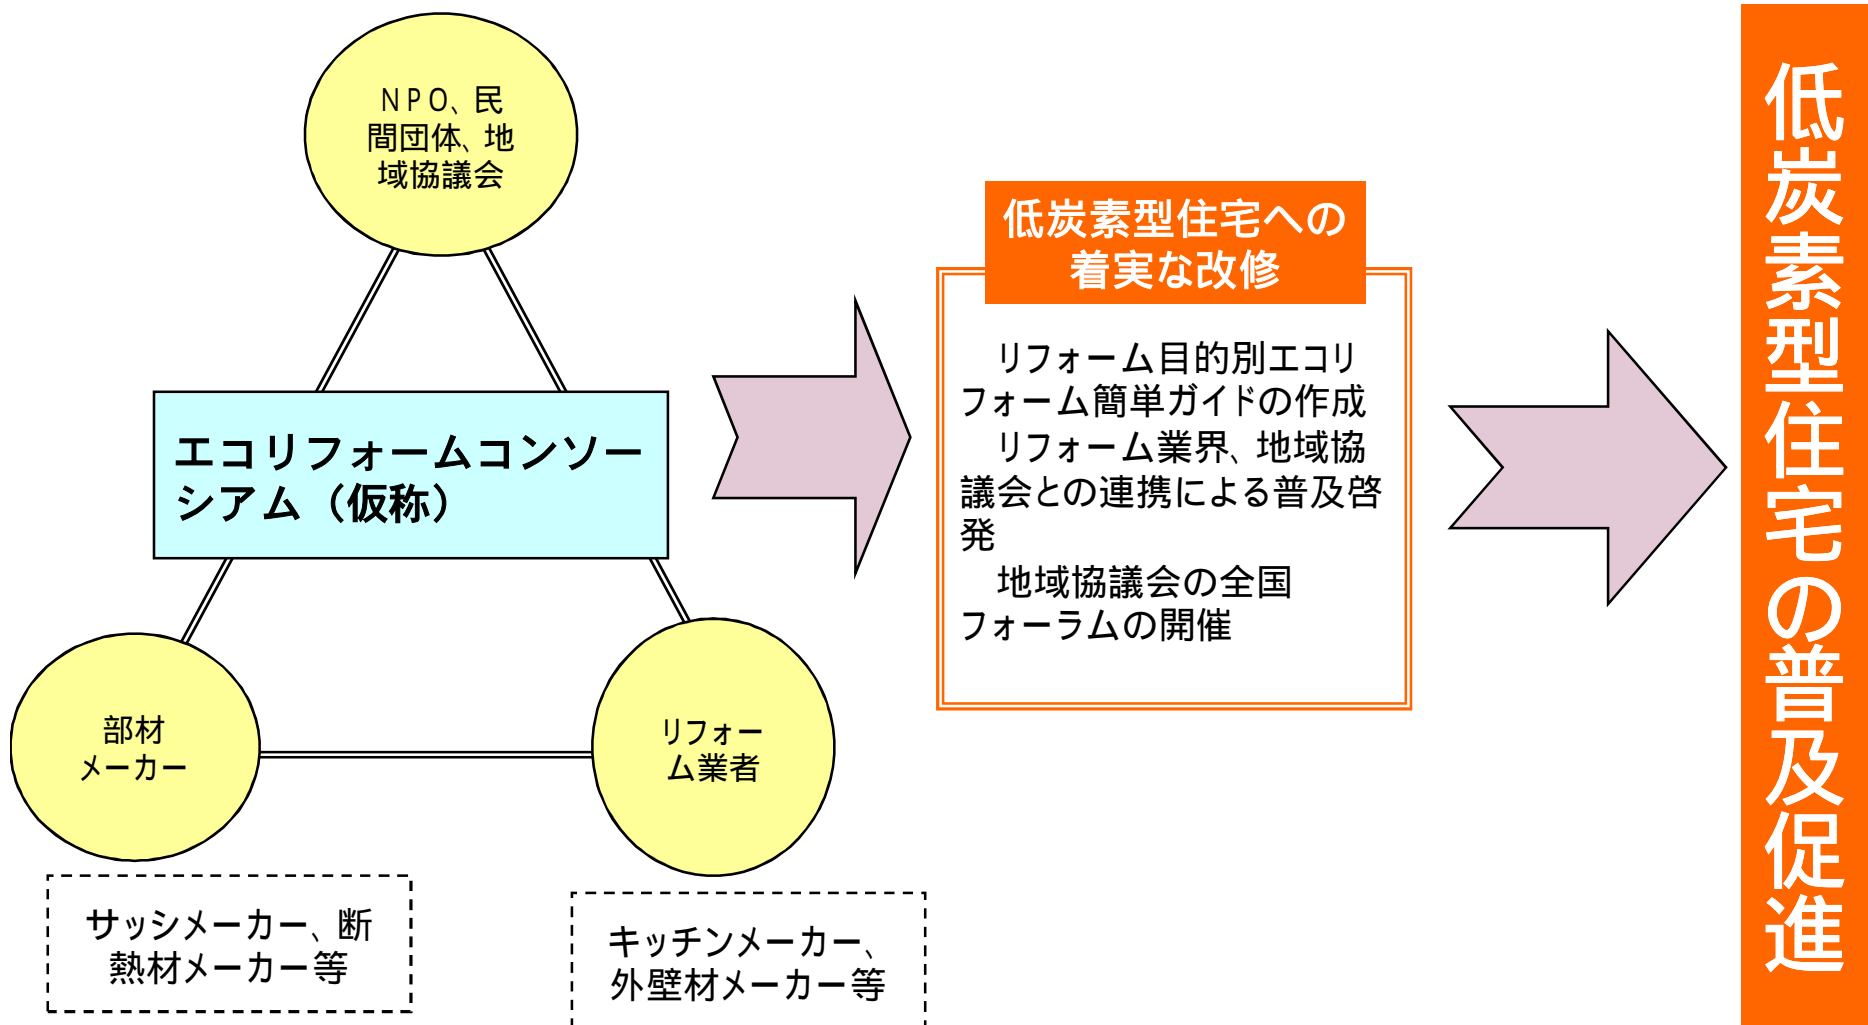 NPO、民
間団体、地
域協議会
エコリフォームコンソー
シアム（仮称）
部材
メーカー
リフォー
ム業者
サッシメーカー、断
熱材メーカー等
キッチンメーカー、
外壁材メーカー等
低炭素型住宅への
着実な改修
リフォーム目的別エコリ
フォーム簡単ガイドの作成
リフォーム業界、地域協
議会との連携による普及啓
発
地域協議会の全国
フォーラムの開催
低炭素型住宅の普及促進